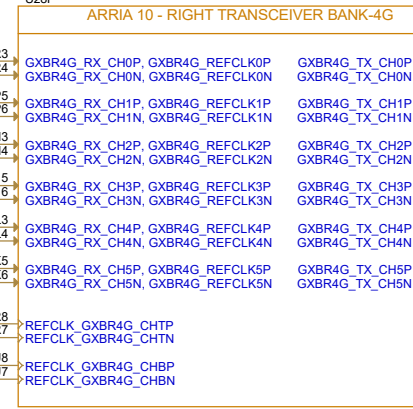 ARRIA 10 - RIGHT TRANSCEIVER BANK-4G
GXBR4G_RX_CH0P, GXBR4G_REFCLK0P GXBR4G_TX_CH0P
GXBR4G_RX_CH0N, GXBR4G_REFCLK0N GXBR4G_TX_CH0N
GXBR4G_RX_CH1P, GXBR4G_REFCLK1P GXBR4G_TX_CH1P
GXBR4G_RX_CH1N, GXBR4G_REFCLK1N GXBR4G_TX_CH1N
GXBR4G_RX_CH2P, GXBR4G_REFCLK2P GXBR4G_TX_CH2P
GXBR4G_RX_CH2N, GXBR4G_REFCLK2N GXBR4G_TX_CH2N
GXBR4G_RX_CH3P, GXBR4G_REFCLK3P GXBR4G_TX_CH3P
GXBR4G_RX_CH3N, GXBR4G_REFCLK3N GXBR4G_TX_CH3N
GXBR4G_RX_CH4P, GXBR4G_REFCLK4P GXBR4G_TX_CH4P
GXBR4G_RX_CH4N, GXBR4G_REFCLK4N GXBR4G_TX_CH4N
GXBR4G_RX_CH5P, GXBR4G_REFCLK5P GXBR4G_TX_CH5P
GXBR4G_RX_CH5N, GXBR4G_REFCLK5N GXBR4G_TX_CH5N
REFCLK_GXBR4G_CHTP
REFCLK_GXBR4G_CHTN
REFCLK_GXBR4G_CHBP
REFCLK_GXBR4G_CHBN